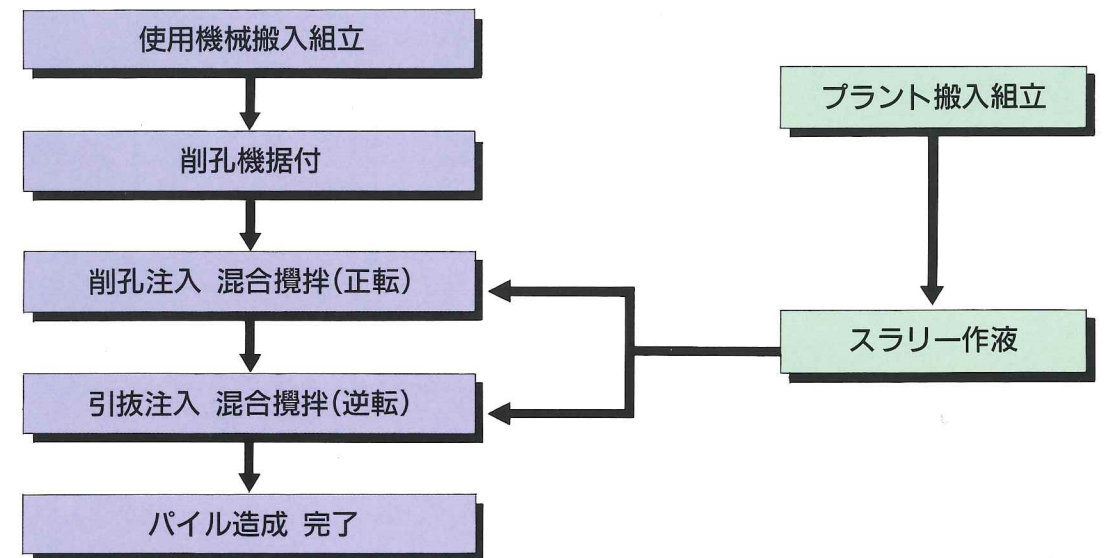 使用機械搬入組立
削孔機据付
削孔注入 混合攪拌(正転)
引抜注入 混合攪拌(逆転)
パイル造成 完了
プラント搬入組立
スラリー作液